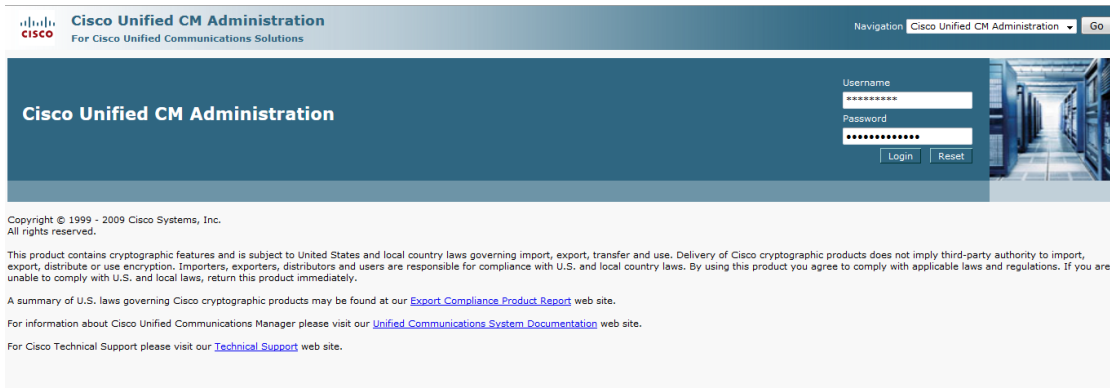 CISCO
Cisco Unified CM Administration
For Cisco Unified Communications Solutions
Navigation Cisco Unified CM Administration Go
Cisco Unified CM Administration
Username
*********
Password
•••••••••••••
Login Reset
Copyright © 1999 - 2009 Cisco Systems, Inc.
All rights reserved.
This product contains cryptographic features and is subject to United States and local country laws governing import, export, transfer and use. Delivery of Cisco cryptographic products does not imply third-party authority to import,
export, distribute or use encryption. Importers, exporters, distributors and users are responsible for compliance with U.S. and local country laws. By using this product you agree to comply with applicable laws and regulations. If you are
unable to comply with U.S. and local laws, return this product immediately.
A summary of U.S. laws governing Cisco cryptographic products may be found at our Export Compliance Product Report web site.
For information about Cisco Unified Communications Manager please visit our Unified Communications System Documentation web site.
For Cisco Technical Support please visit our Technical Support web site.